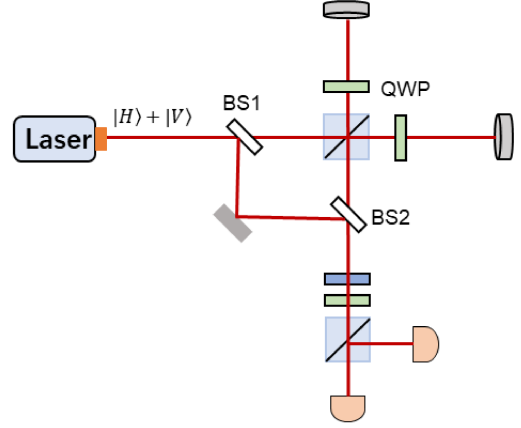 |H⟩ + |V⟩
BS1
QWP
Laser
BS2